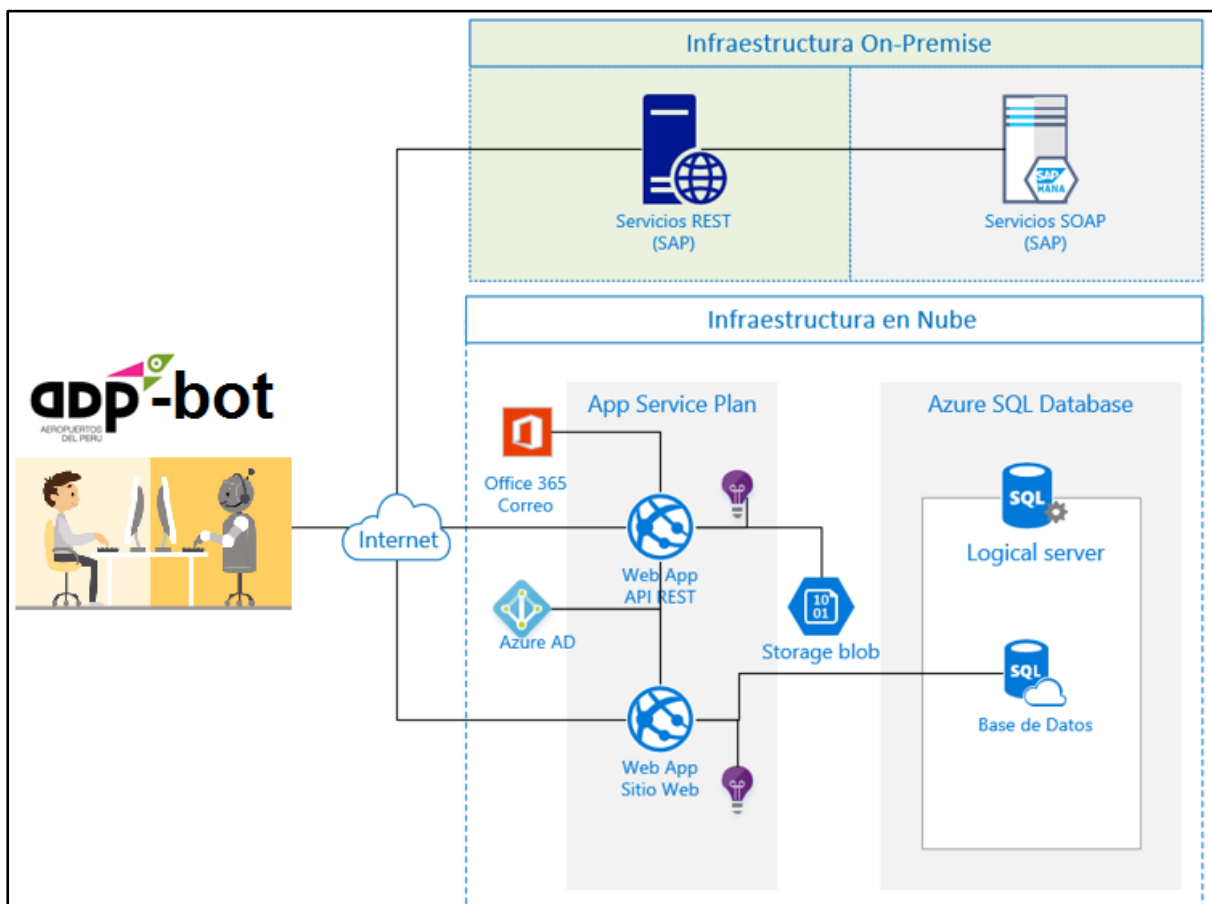 Infraestructura On-Premise
Servicios REST
(SAP)
SAP
HANA
Servicios SOAP
(SAP)
Infraestructura en Nube
adp-bot
AEROPUERTOS
DEL PERU
Internet
App Service Plan
Office 365
Correo
Web App
API REST
Azure AD
Web App
Sitio Web
10
01
Storage blob
Azure SQL Database
SQL
Logical server
SQL
Base de Datos